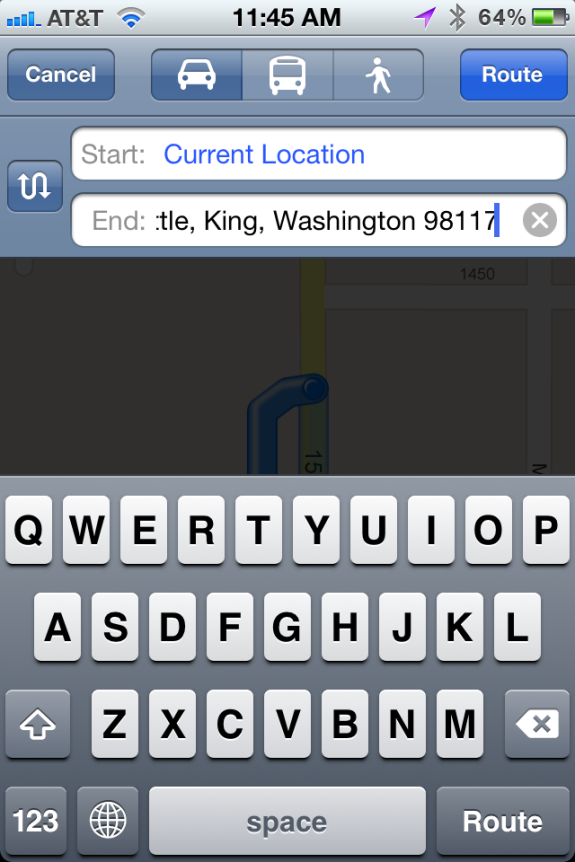 AT&T 11:45 AM 64%
Cancel Route
Start: Current Location
End: :tle, King, Washington 98117
1450
15
M
Q W E R T Y U I O P
A S D F G H J K L
Z X C V B N M
123 space Route